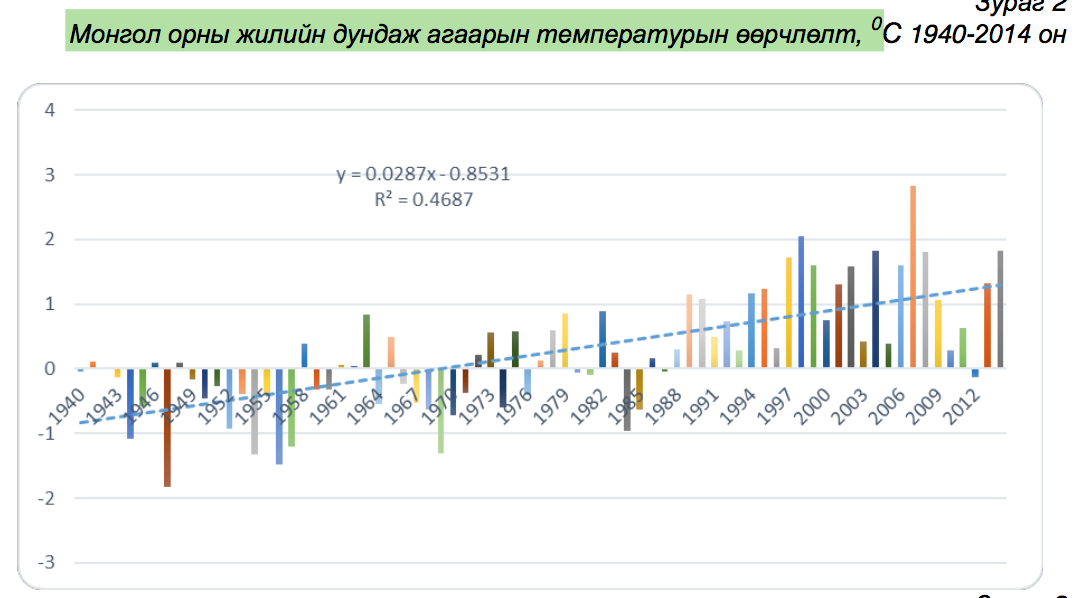 Зураг 2
Монгол орны жилийн дундаж агаарын температурын өөрчлөлт, ⁰C 1940-2014 он
4
y = 0.0287x - 0.8531
3
R² = 0.4687
2
1
0
1940 1943 1946 1949 1952 1955 1958 1961 1964 1967 1970 1973 1976 1979 1982 1985 1988 1991 1994 1997 2000 2003 2006 2009 2012
-1
-2
-3